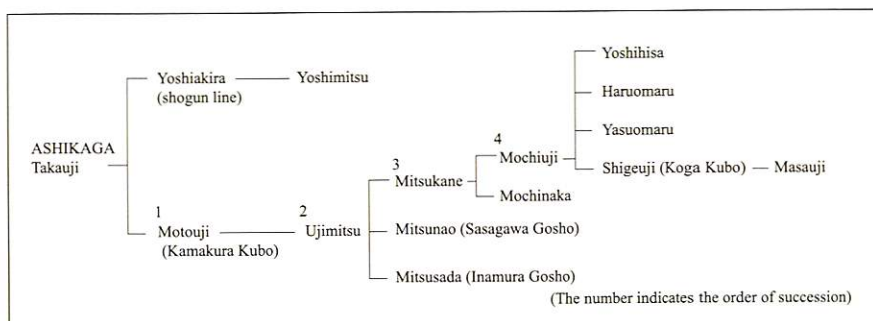 Yoshihisa
Yoshiakira Yoshimitsu
(shogun line)
Haruomaru
Yasuomaru
ASHIKAGA
Takauji
4
Mochiuji
3
Shigeuji (Koga Kubo) Masauji
Mitsukane
Mochinaka
1
2
Motouji
(Kamakura Kubo)
Ujimitsu
Mitsunao (Sasagawa Gosho)
Mitsusada (Inamura Gosho)
(The number indicates the order of succession)